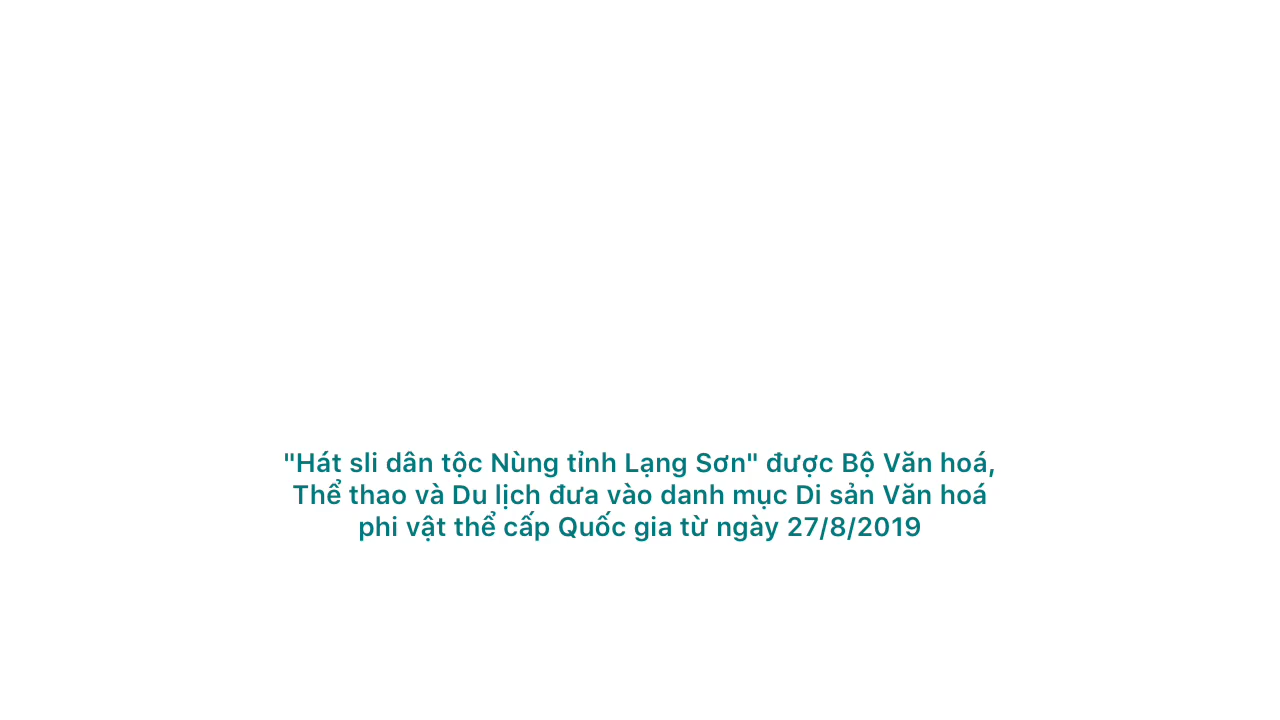 "Hát sli dân tộc Nùng tỉnh Lạng Sơn" được Bộ Văn hoá,
Thể thao và Du lịch đưa vào danh mục Di sản Văn hoá
phi vật thể cấp Quốc gia từ ngày 27/8/2019